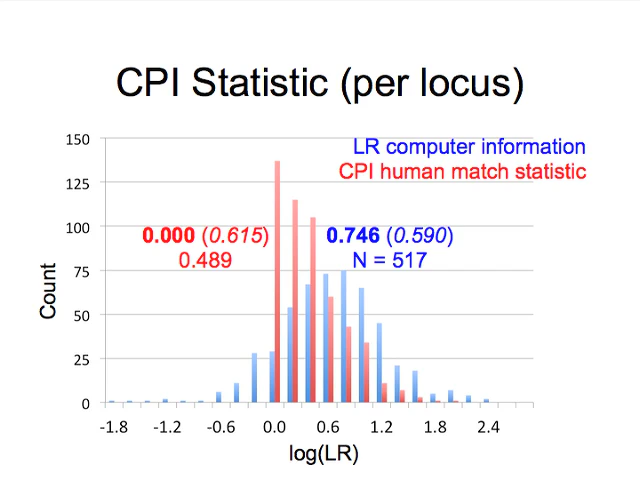 CPI Statistic (per locus)
LR computer information
CPI human match statistic
0.000 (0.615)
0.489
0.746 (0.590)
N = 517
150
125
100
75
50
25
0
Count
-1.8 -1.2 -0.6 0.0 0.6 1.2 1.8 2.4
log(LR)